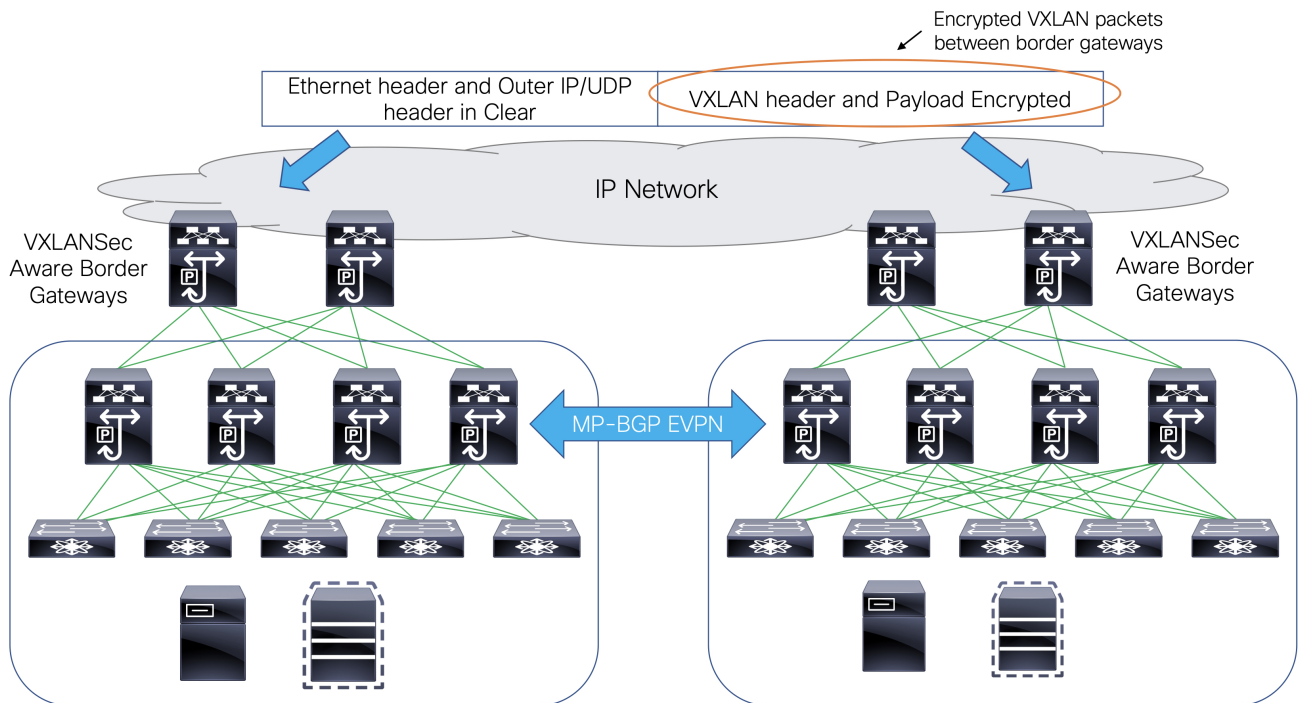 Encrypted VXLAN packets
between border gateways
Ethernet header and Outer IP/UDP
header in Clear
VXLAN header and Payload Encrypted
IP Network
VXLANSec
Aware Border
Gateways
VXLANSec
Aware Border
Gateways
P
P
P
P
P
P
P
P
MP-BGP EVPN
P
P
P
P